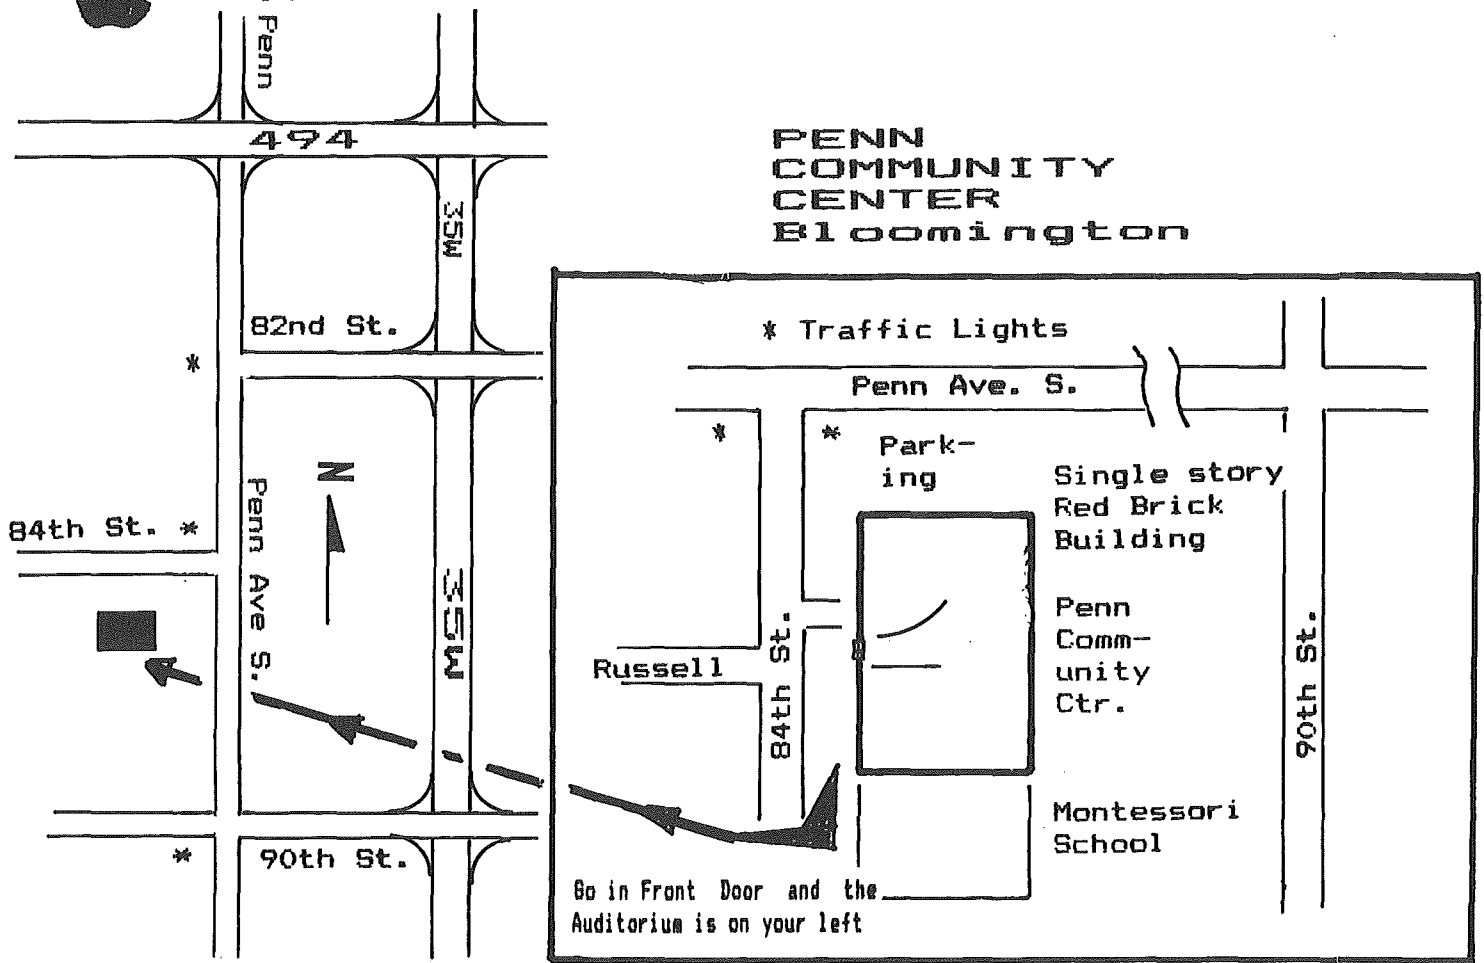 Penn
494
PENN
COMMUNITY
CENTER
Bloomington
35W
82nd St.
*
* Traffic Lights
Penn Ave. S.
*
*
Park-
ing
Single story
Red Brick
Building
N
Penn Ave S.
84th St. *
35W
Penn
Comm-
unity
Ctr.
Russell
84th St.
90th St.
Montessori
School
*
90th St.
Go in Front Door and the
Auditorium is on your left